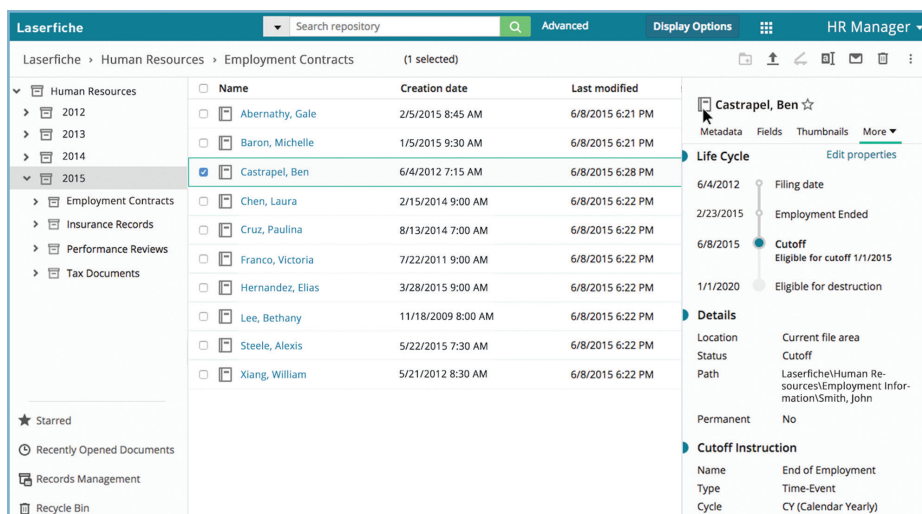 Laserfiche Search repository Advanced Display Options HR Manager
Laserfiche › Human Resources › Employment Contracts (1 selected)
Human Resources
2012
2013
2014
2015
Employment Contracts
Insurance Records
Performance Reviews
Tax Documents
Starred
Recently Opened Documents
Records Management
Recycle Bin
Name Creation date Last modified
Abernathy, Gale 2/5/2015 8:45 AM 6/8/2015 6:21 PM
Baron, Michelle 1/5/2015 9:30 AM 6/8/2015 6:21 PM
Castrapel, Ben 6/4/2012 7:15 AM 6/8/2015 6:28 PM
Chen, Laura 2/15/2014 9:00 AM 6/8/2015 6:22 PM
Cruz, Paulina 8/13/2014 7:00 AM 6/8/2015 6:22 PM
Franco, Victoria 7/22/2011 9:00 AM 6/8/2015 6:22 PM
Hernandez, Elias 3/28/2015 9:00 AM 6/8/2015 6:22 PM
Lee, Bethany 11/18/2009 8:00 AM 6/8/2015 6:22 PM
Steele, Alexis 5/22/2015 7:30 AM 6/8/2015 6:22 PM
Xiang, William 5/21/2012 8:30 AM 6/8/2015 6:22 PM
Castrapel, Ben
Metadata Fields Thumbnails More
Life Cycle Edit properties
6/4/2012 Filing date
2/23/2015 Employment Ended
6/8/2015 Cutoff
Eligible for cutoff 1/1/2015
1/1/2020 Eligible for destruction
Details
Location Current file area
Status Cutoff
Path Laserfiche\Human Re-
sources\Employment Infor-
mation\Smith, John
Permanent No
Cutoff Instruction
Name End of Employment
Type Time-Event
Cycle CY (Calendar Yearly)